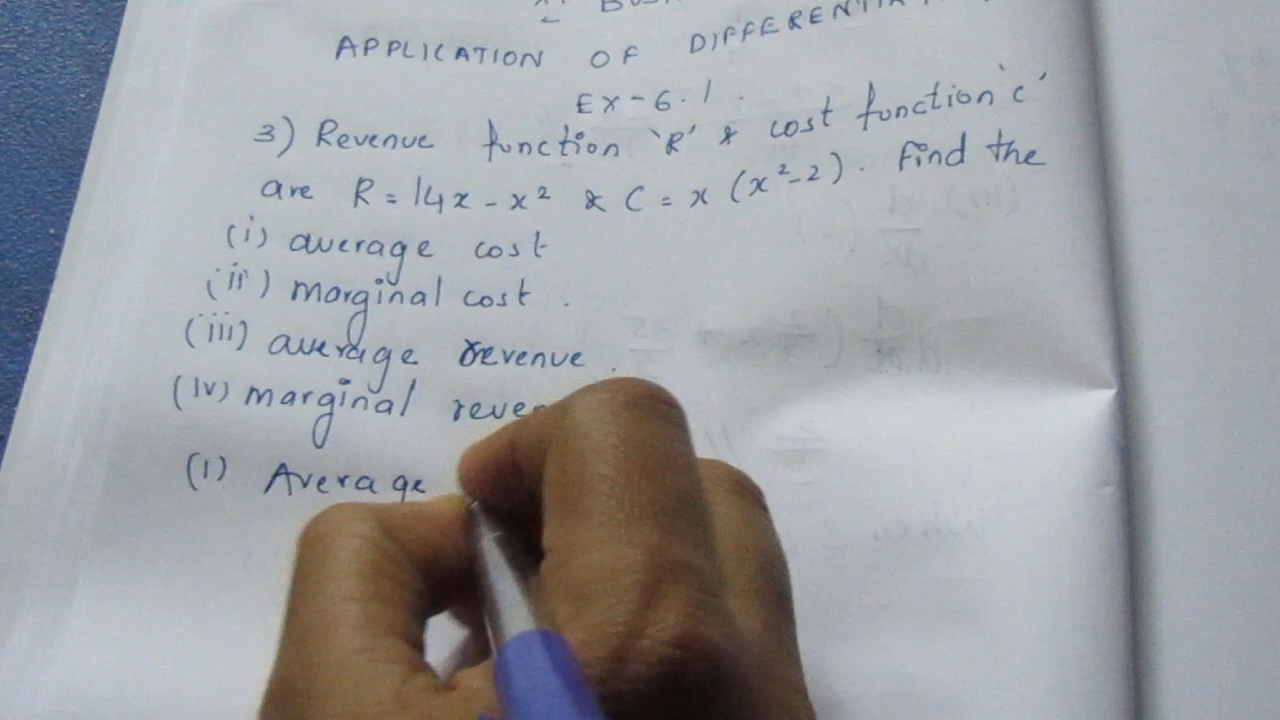 APPLICATION OF
EX-6.1.
3) Revenue function 'R' & cost function 'c'
are R = 14x - x² & C = x (x²-2). Find the
(i) average cost
(ii) marginal cost.
(iii) average revenue.
(iv) marginal
(i) Average